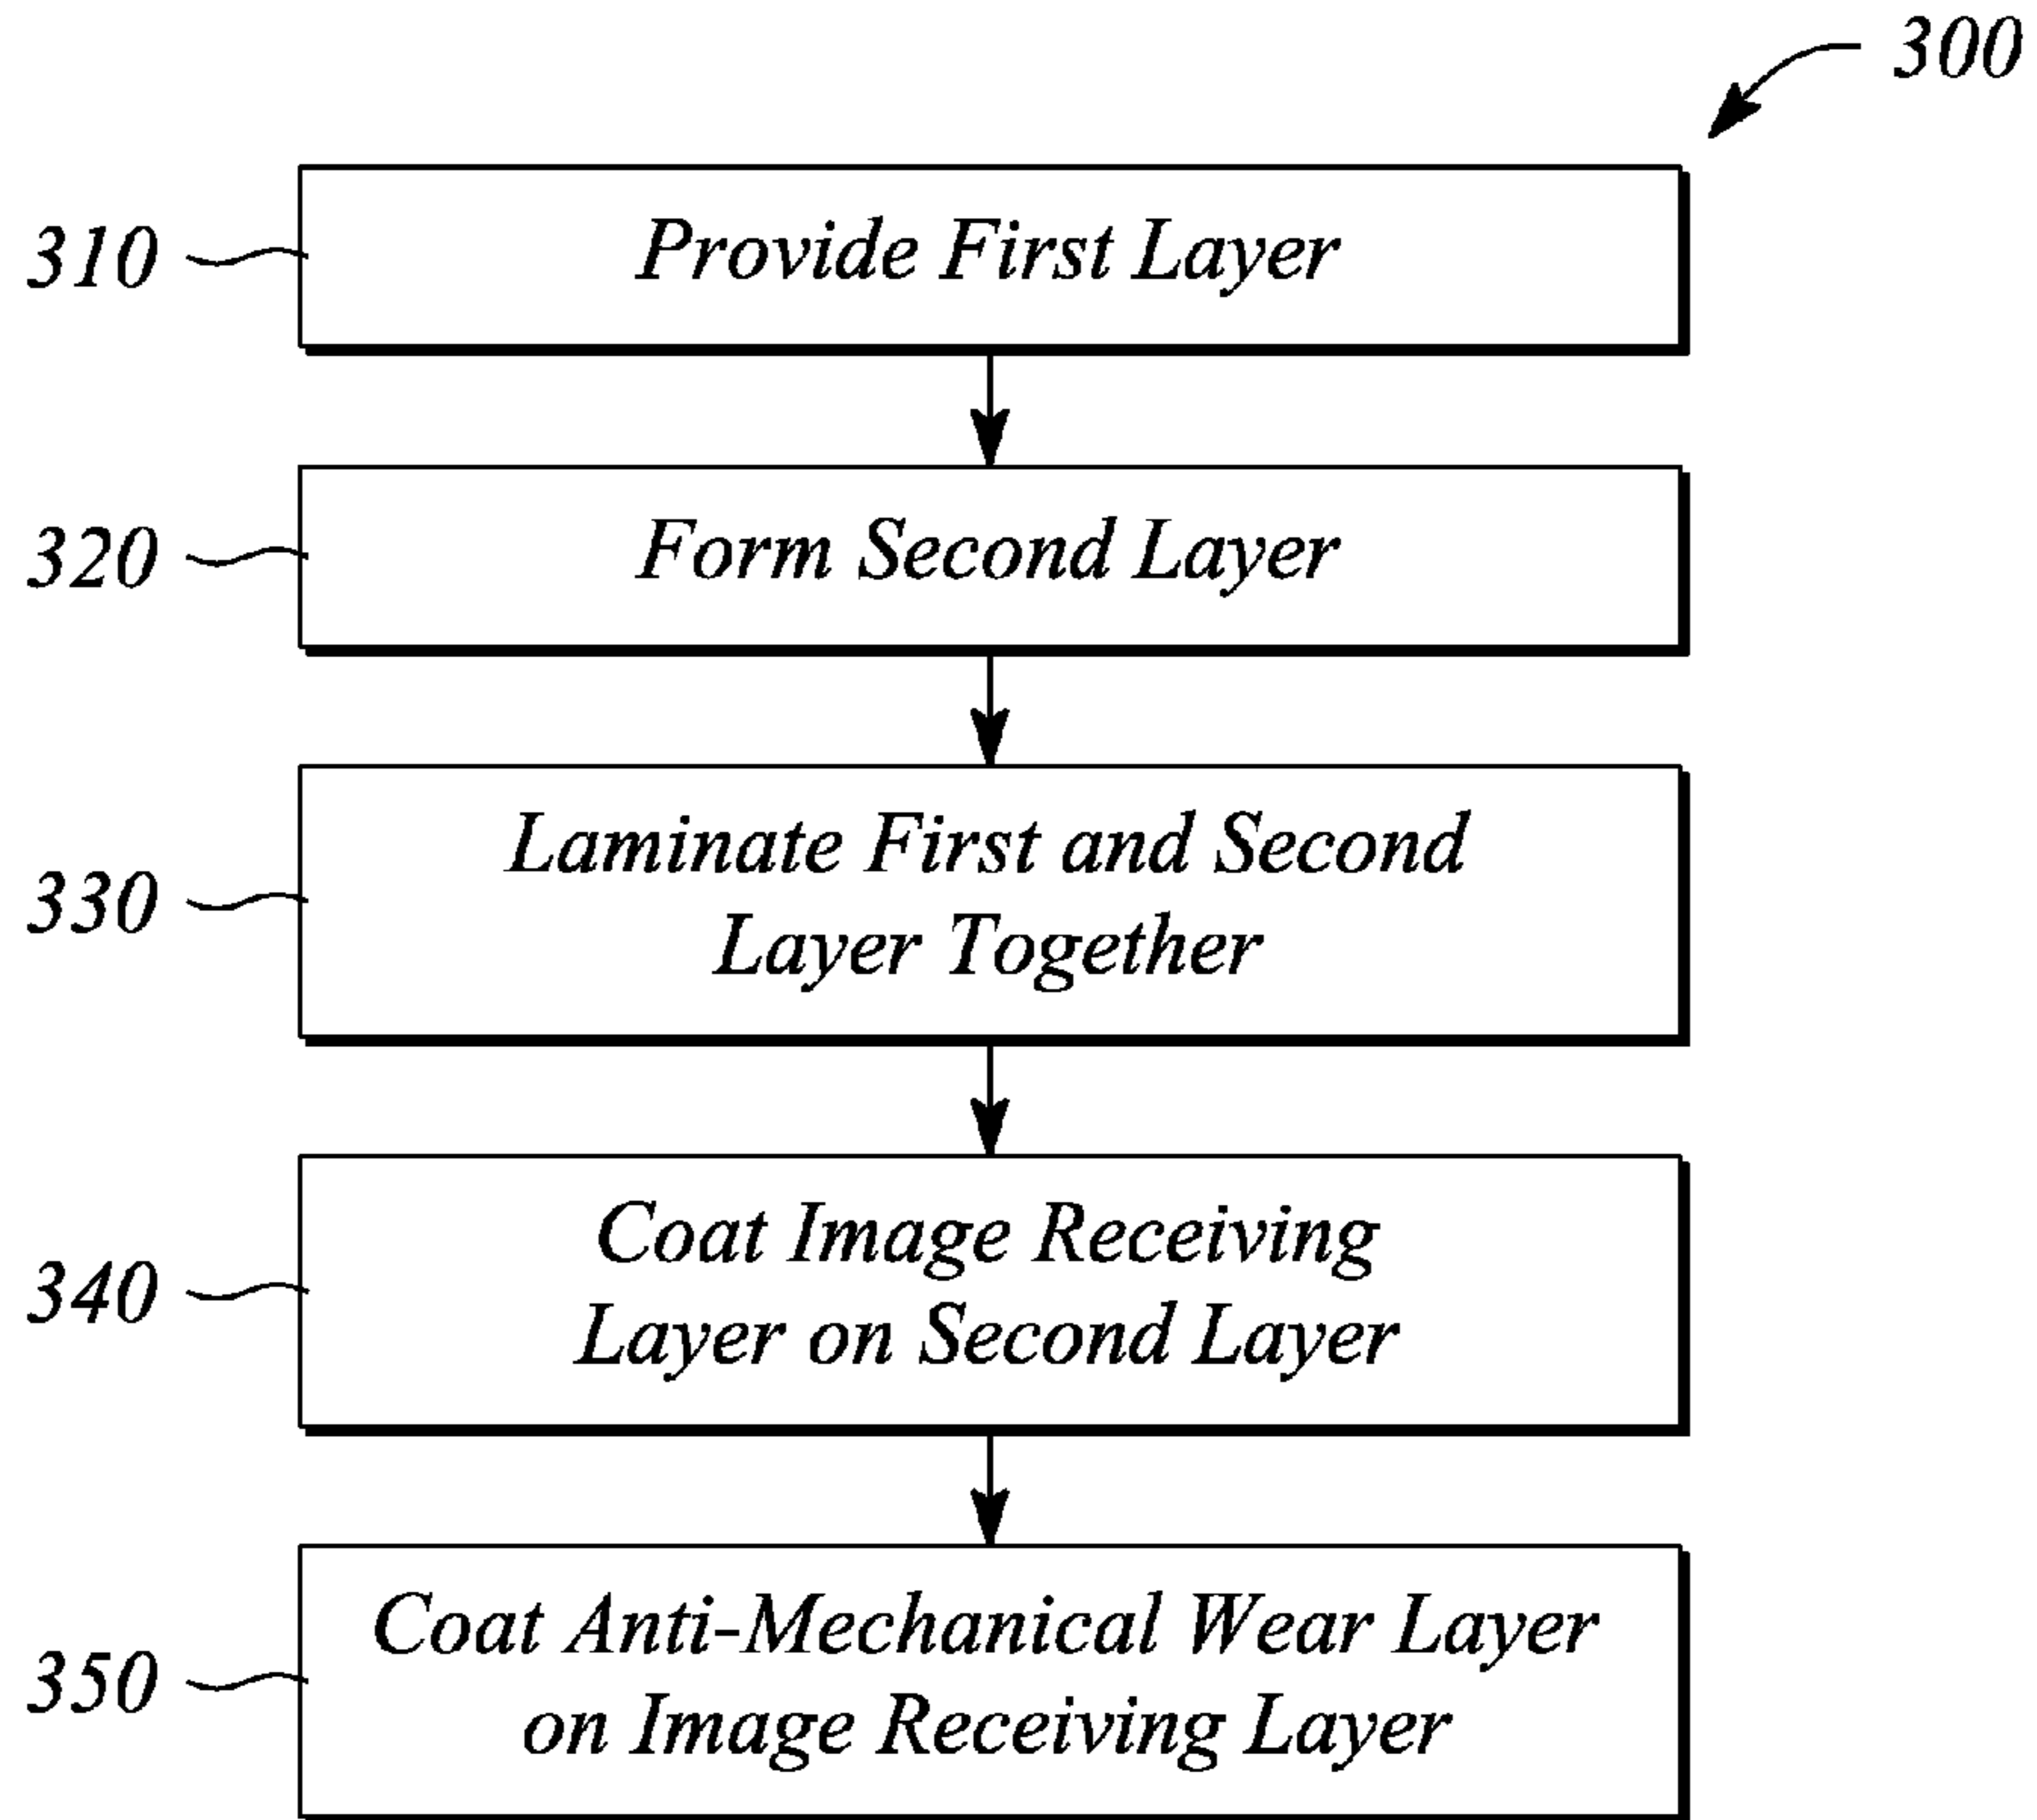 300
310
Provide First Layer
320
Form Second Layer
330
Laminate First and Second
Layer Together
340
Coat Image Receiving
Layer on Second Layer
350
Coat Anti-Mechanical Wear Layer
on Image Receiving Layer